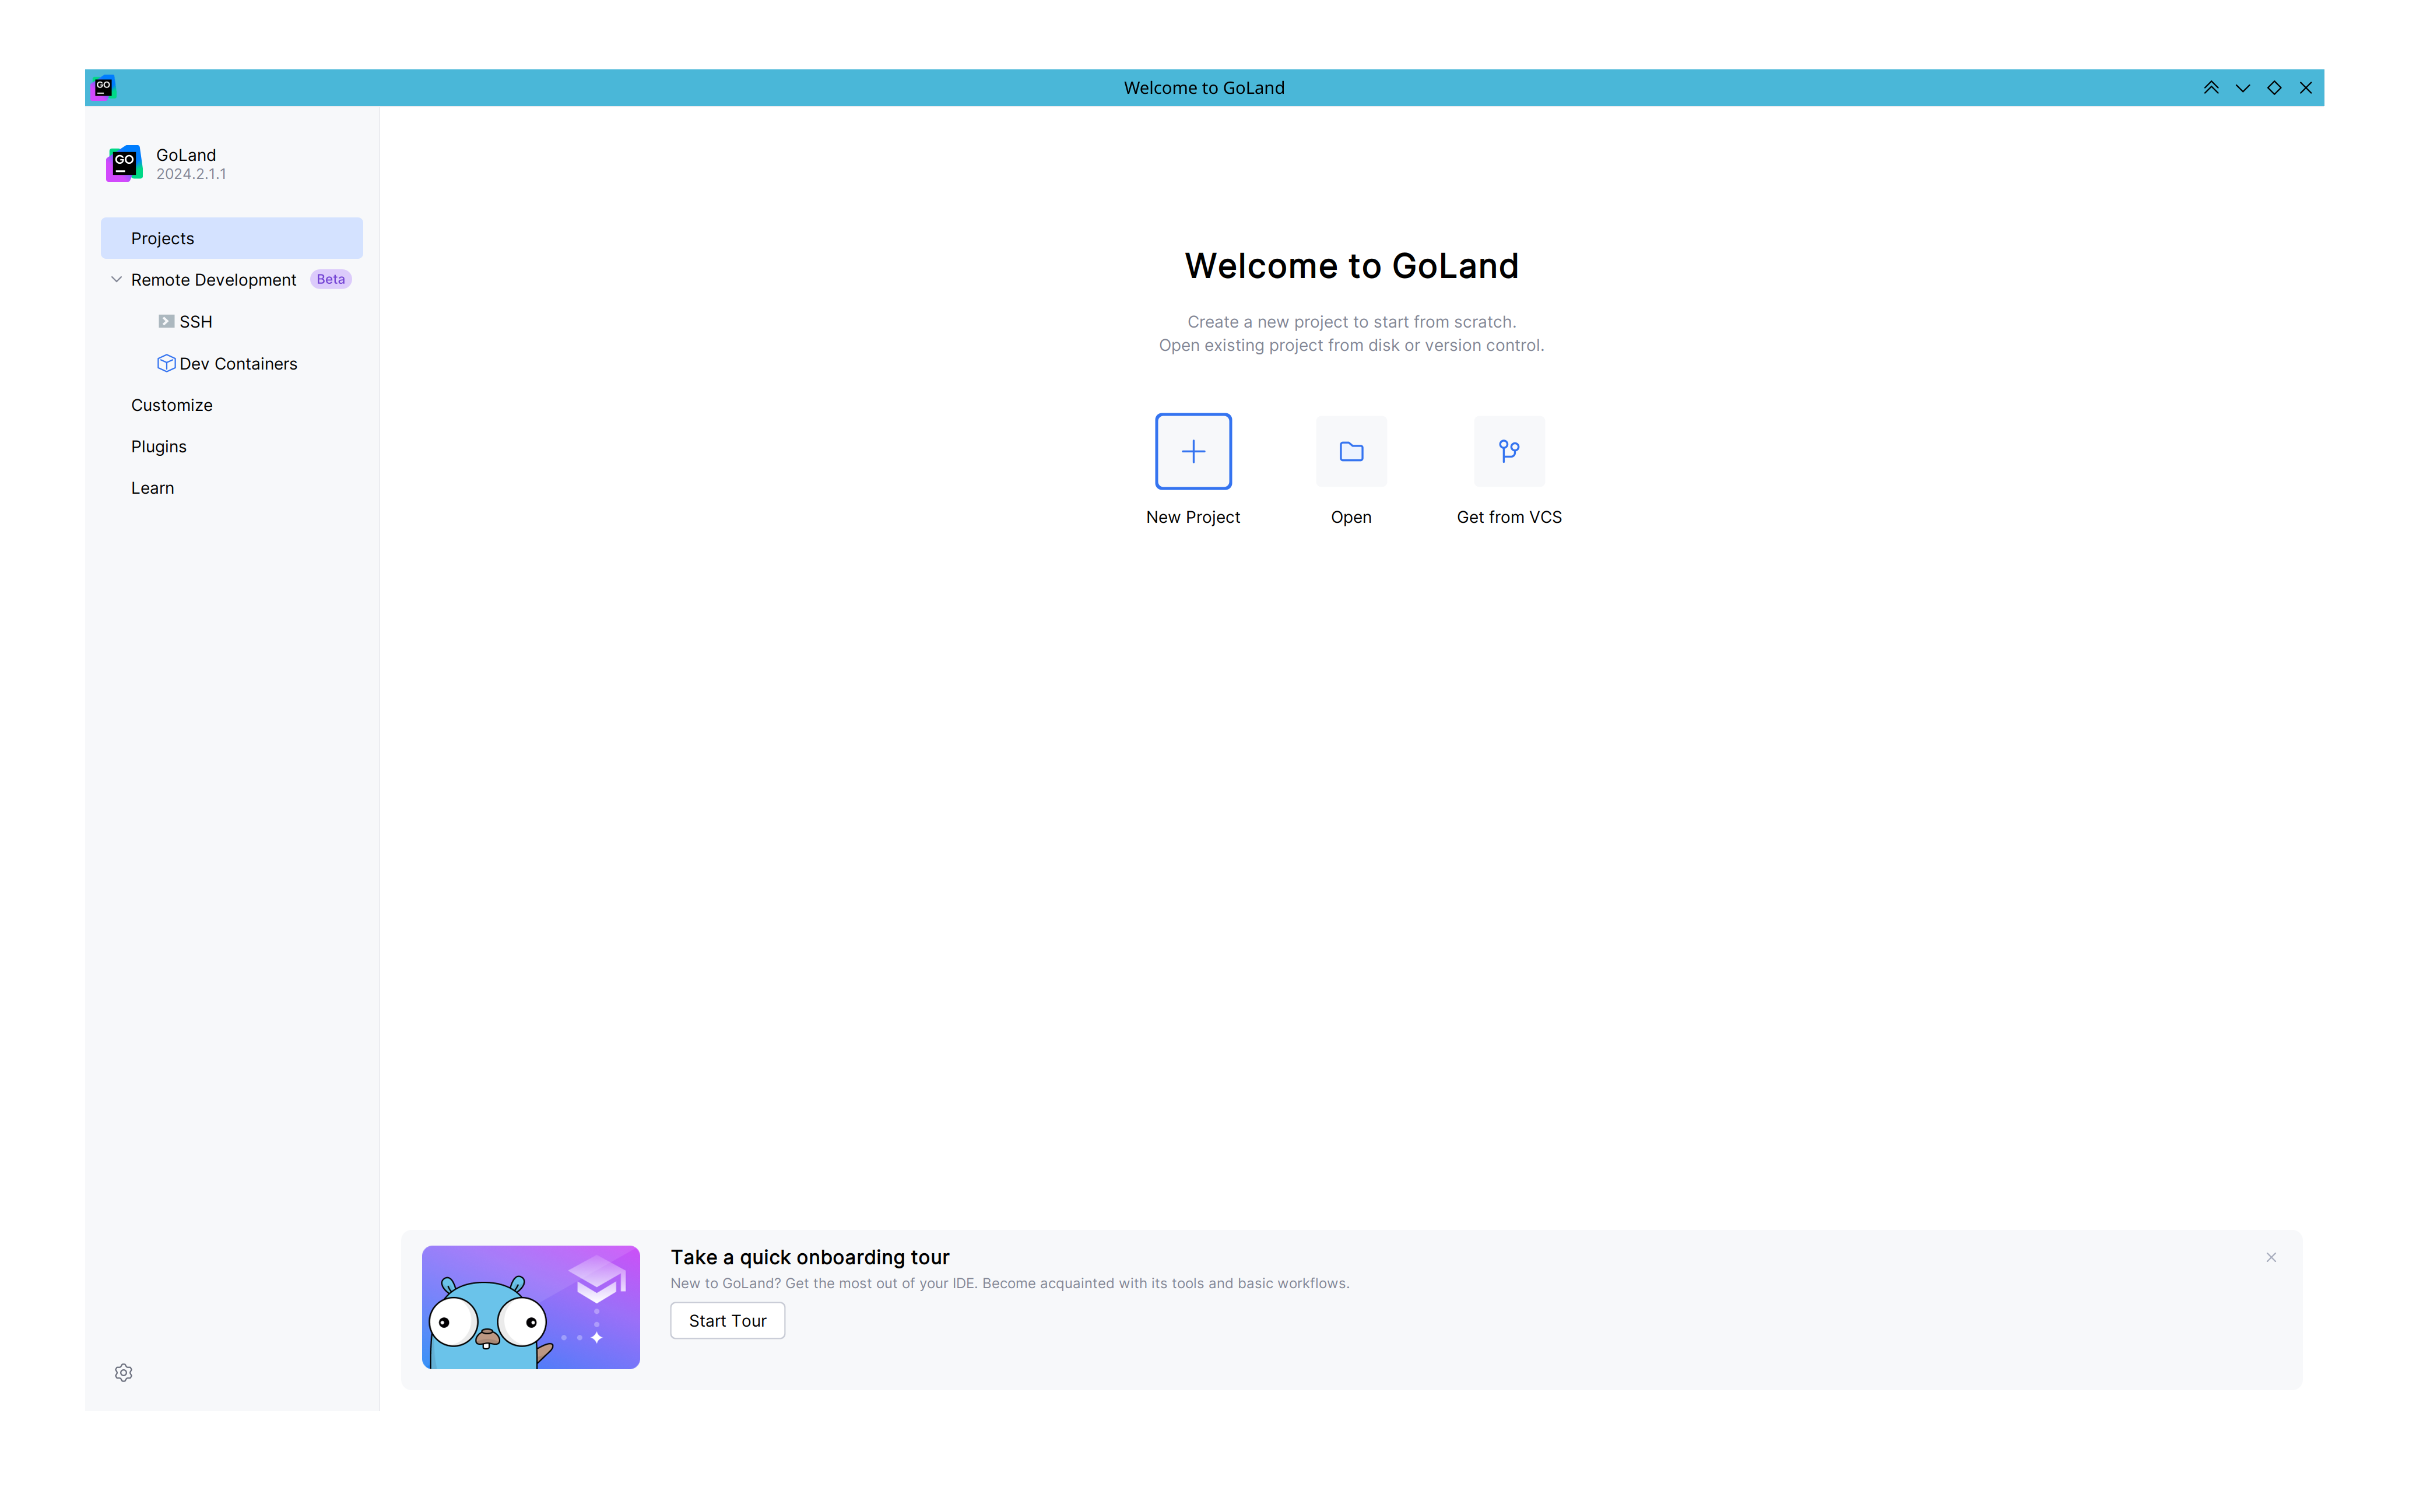 GO
Welcome to GoLand
GO
GoLand
2024.2.1.1
Projects
Remote Development Beta
SSH
Dev Containers
Customize
Plugins
Learn
Welcome to GoLand
Create a new project to start from scratch.
Open existing project from disk or version control.
New Project
Open
Get from VCS
Take a quick onboarding tour
New to GoLand? Get the most out of your IDE. Become acquainted with its tools and basic workflows.
Start Tour